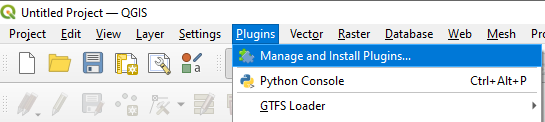 Untitled Project — QGIS
Project Edit View Layer Settings Plugins Vector Raster Database Web Mesh Pro
Manage and Install Plugins...
Python Console Ctrl+Alt+P
GTFS Loader